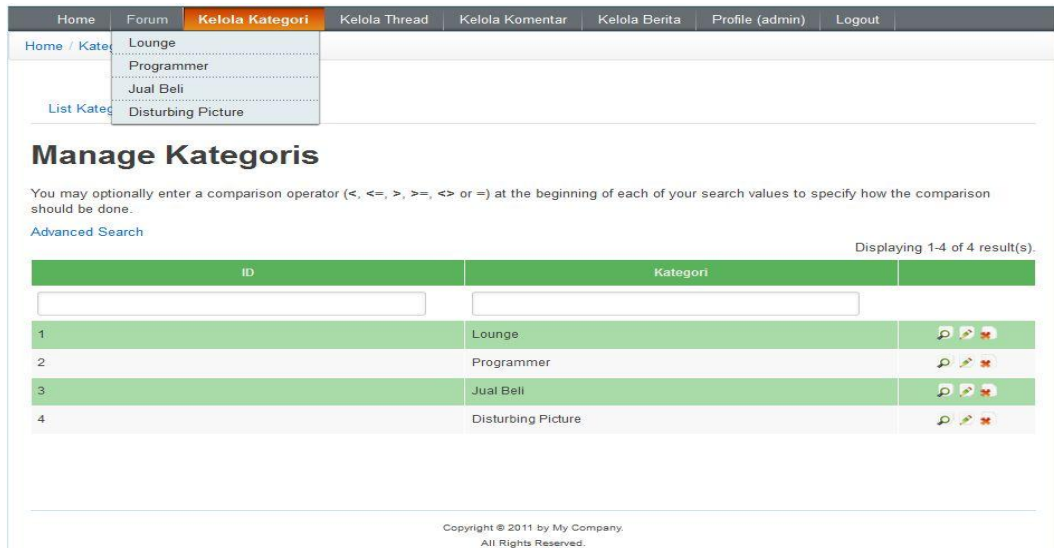 Home Forum Kelola Kategori Kelola Thread Kelola Komentar Kelola Berita Profile (admin) Logout
Home /
Lounge
Programmer
Jual Beli
Disturbing Picture
List
Manage Kategoris
You may optionally enter a comparison operator (<, <=, >, >=, <> or =) at the beginning of each of your search values to specify how the comparison
should be done.
Advanced Search
Displaying 1-4 of 4 result(s).
ID Kategori
1 Lounge
2 Programmer
3 Jual Beli
4 Disturbing Picture
Copyright © 2011 by My Company.
All Rights Reserved.